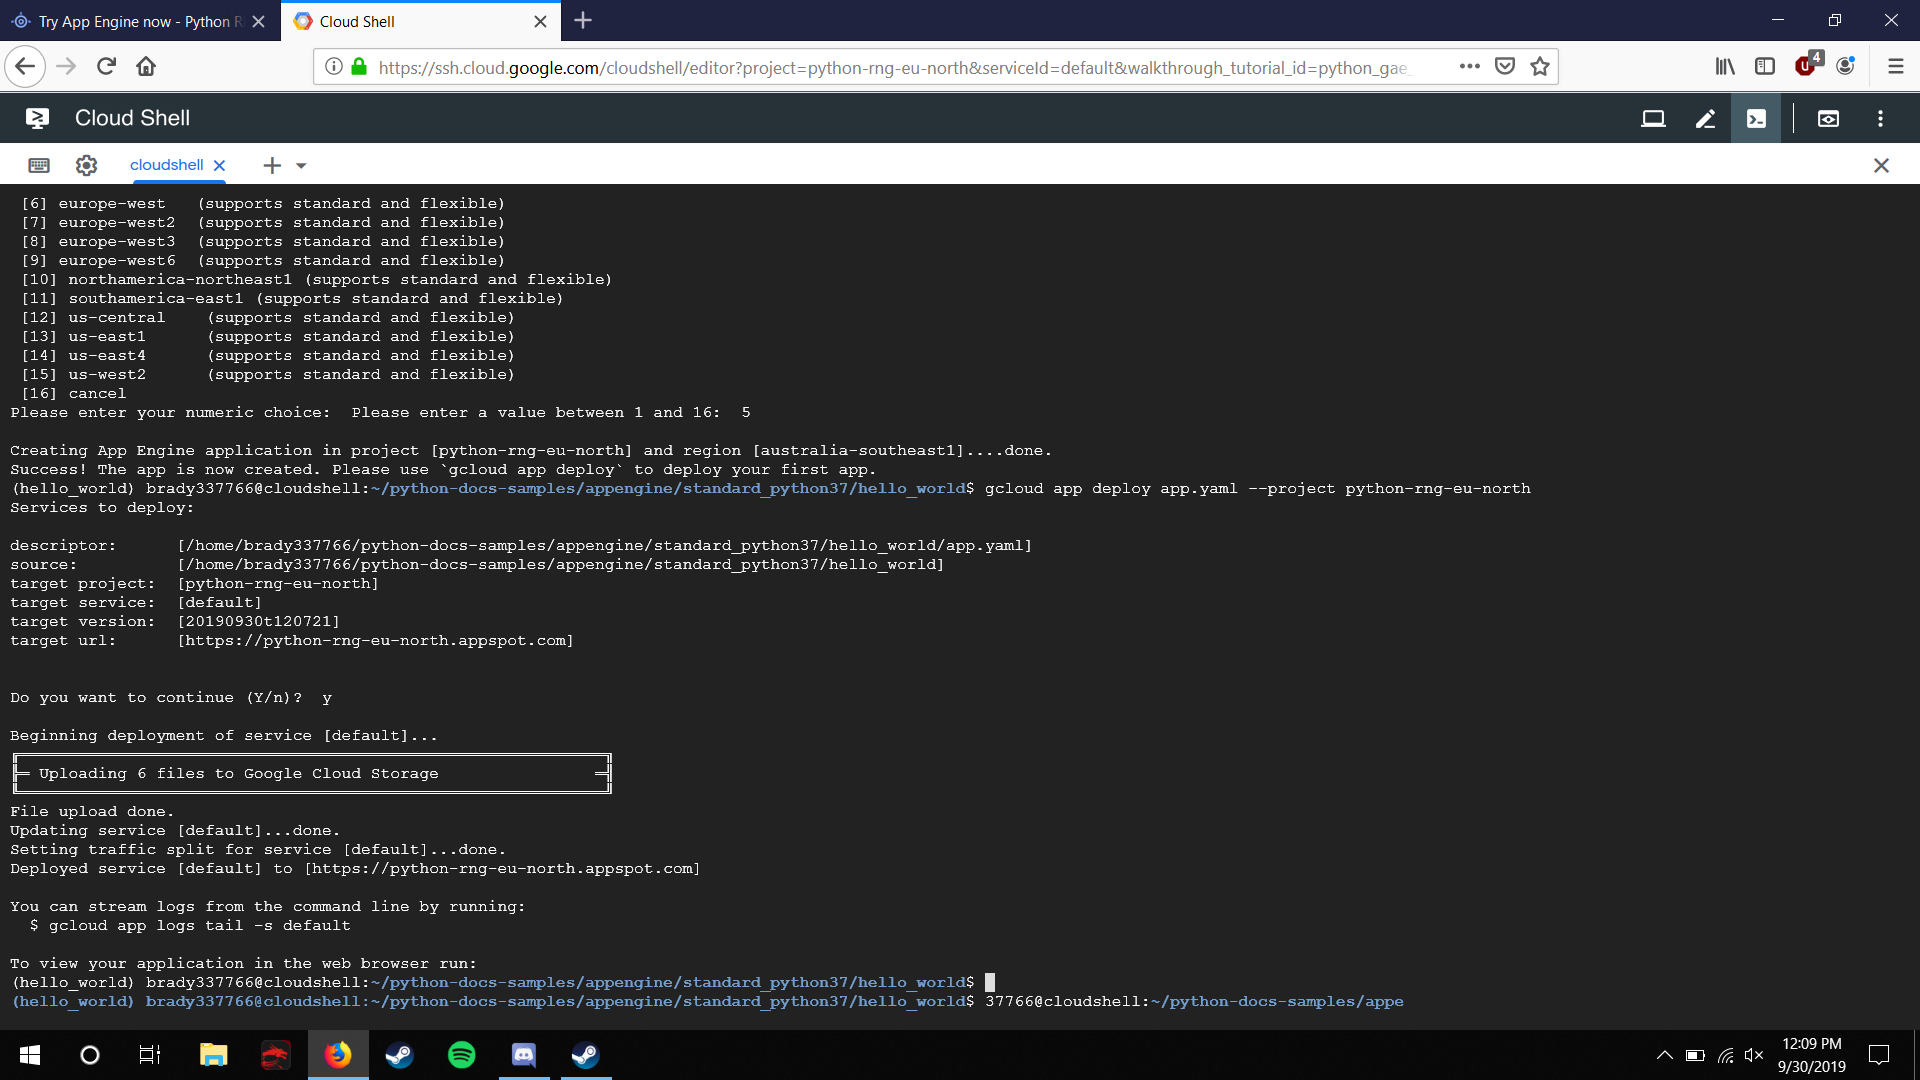 Try App Engine now - Python R
Cloud Shell
https://ssh.cloud.google.com/cloudshell/editor?project=python-rng-eu-north&serviceId=default&walkthrough_tutorial_id=python_gae_
4
Cloud Shell
cloudshell
[6] europe-west (supports standard and flexible)
[7] europe-west2 (supports standard and flexible)
[8] europe-west3 (supports standard and flexible)
[9] europe-west6 (supports standard and flexible)
[10] northamerica-northeast1 (supports standard and flexible)
[11] southamerica-east1 (supports standard and flexible)
[12] us-central (supports standard and flexible)
[13] us-east1 (supports standard and flexible)
[14] us-east4 (supports standard and flexible)
[15] us-west2 (supports standard and flexible)
[16] cancel
Please enter your numeric choice: Please enter a value between 1 and 16: 5
Creating App Engine application in project [python-rng-eu-north] and region [australia-southeast1]....done.
Success! The app is now created. Please use `gcloud app deploy` to deploy your first app.
(hello_world) brady337766@cloudshell:~/python-docs-samples/appengine/standard_python37/hello_world$ gcloud app deploy app.yaml --project python-rng-eu-north
Services to deploy:
descriptor: [/home/brady337766/python-docs-samples/appengine/standard_python37/hello_world/app.yaml]
source: [/home/brady337766/python-docs-samples/appengine/standard_python37/hello_world]
target project: [python-rng-eu-north]
target service: [default]
target version: [20190930t120721]
target url: [https://python-rng-eu-north.appspot.com]
Do you want to continue (Y/n)? y
Beginning deployment of service [default]...
Uploading 6 files to Google Cloud Storage
File upload done.
Updating service [default]...done.
Setting traffic split for service [default]...done.
Deployed service [default] to [https://python-rng-eu-north.appspot.com]
You can stream logs from the command line by running:
$ gcloud app logs tail -s default
To view your application in the web browser run:
(hello_world) brady337766@cloudshell:~/python-docs-samples/appengine/standard_python37/hello_world$
(hello_world) brady337766@cloudshell:~/python-docs-samples/appengine/standard_python37/hello_world$ 37766@cloudshell:~/python-docs-samples/appe
12:09 PM
9/30/2019